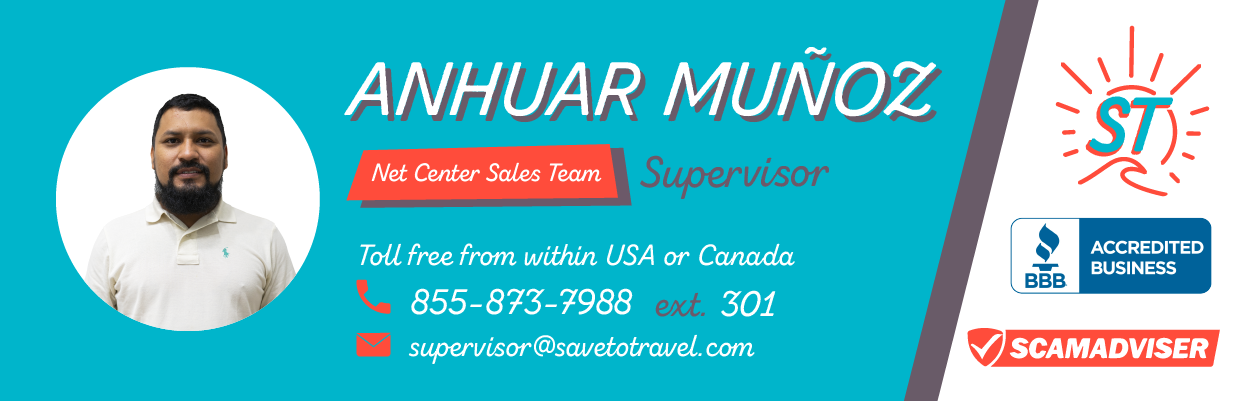 ANHUAR MUÑOZ
Net Center Sales Team
Supervisor
Toll free from within USA or Canada
855-873-7988 ext. 301
supervisor@savetotravel.com
ST
BBB
ACCREDITED
BUSINESS
SCAMADVISER